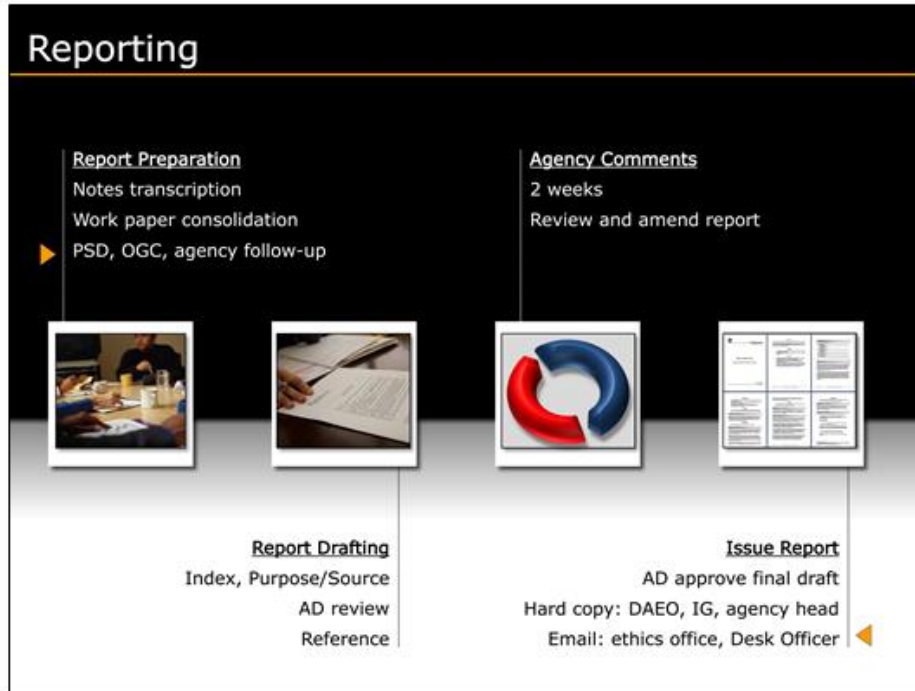 Reporting
Report Preparation
Notes transcription
Work paper consolidation
PSD, OGC, agency follow-up
Agency Comments
2 weeks
Review and amend report
Report Drafting
Index, Purpose/Source
AD review
Reference
Issue Report
AD approve final draft
Hard copy: DAEO, IG, agency head
Email: ethics office, Desk Officer